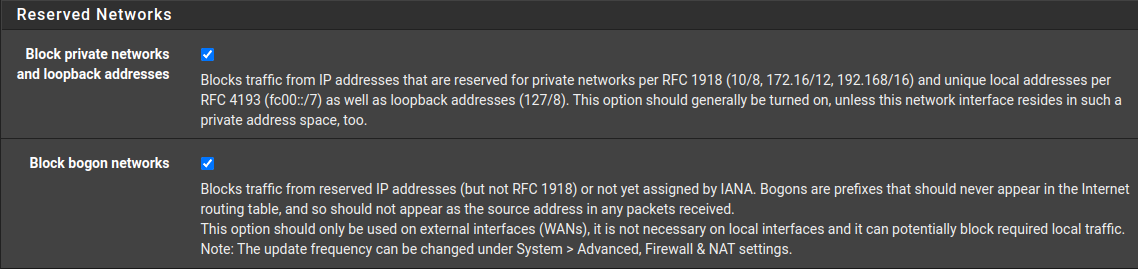 Reserved Networks
Block private networks
and loopback addresses
Blocks traffic from IP addresses that are reserved for private networks per RFC 1918 (10/8, 172.16/12, 192.168/16) and unique local addresses per
RFC 4193 (fc00::/7) as well as loopback addresses (127/8). This option should generally be turned on, unless this network interface resides in such a
private address space, too.
Block bogon networks
Blocks traffic from reserved IP addresses (but not RFC 1918) or not yet assigned by IANA. Bogons are prefixes that should never appear in the Internet
routing table, and so should not appear as the source address in any packets received.
This option should only be used on external interfaces (WANs), it is not necessary on local interfaces and it can potentially block required local traffic.
Note: The update frequency can be changed under System > Advanced, Firewall & NAT settings.